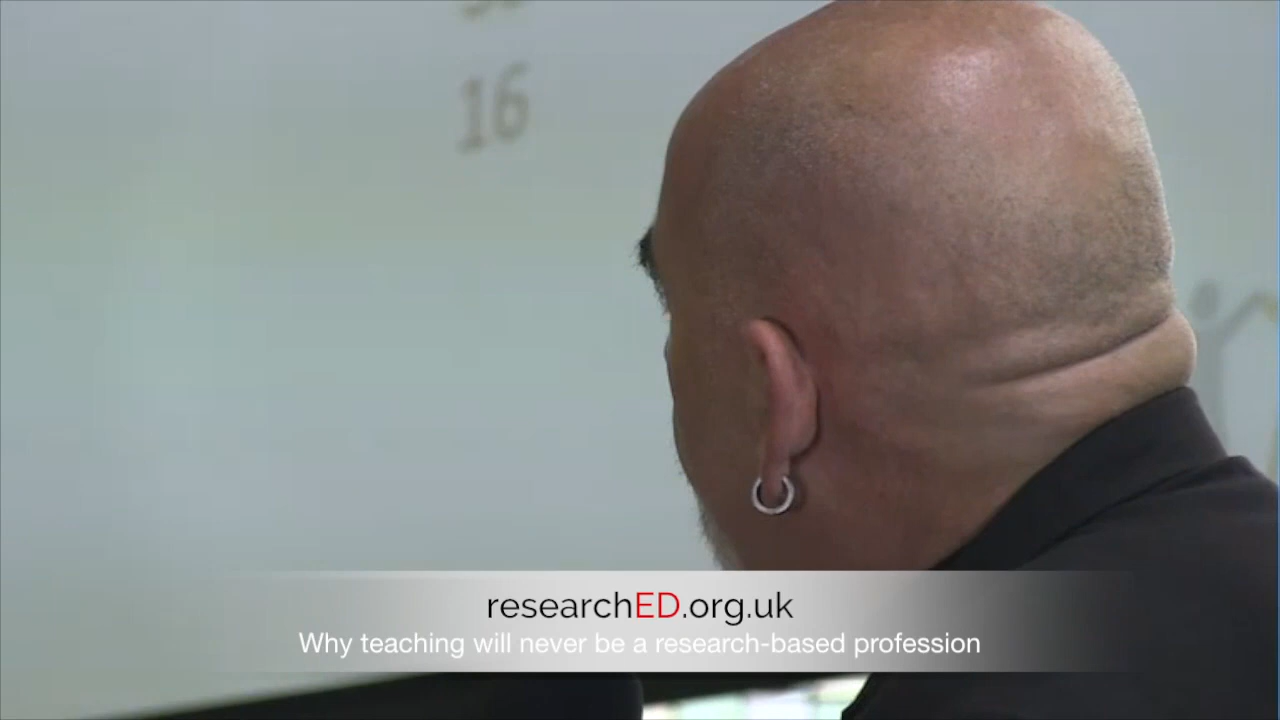 16
researchED.org.uk
Why teaching will never be a research-based profession